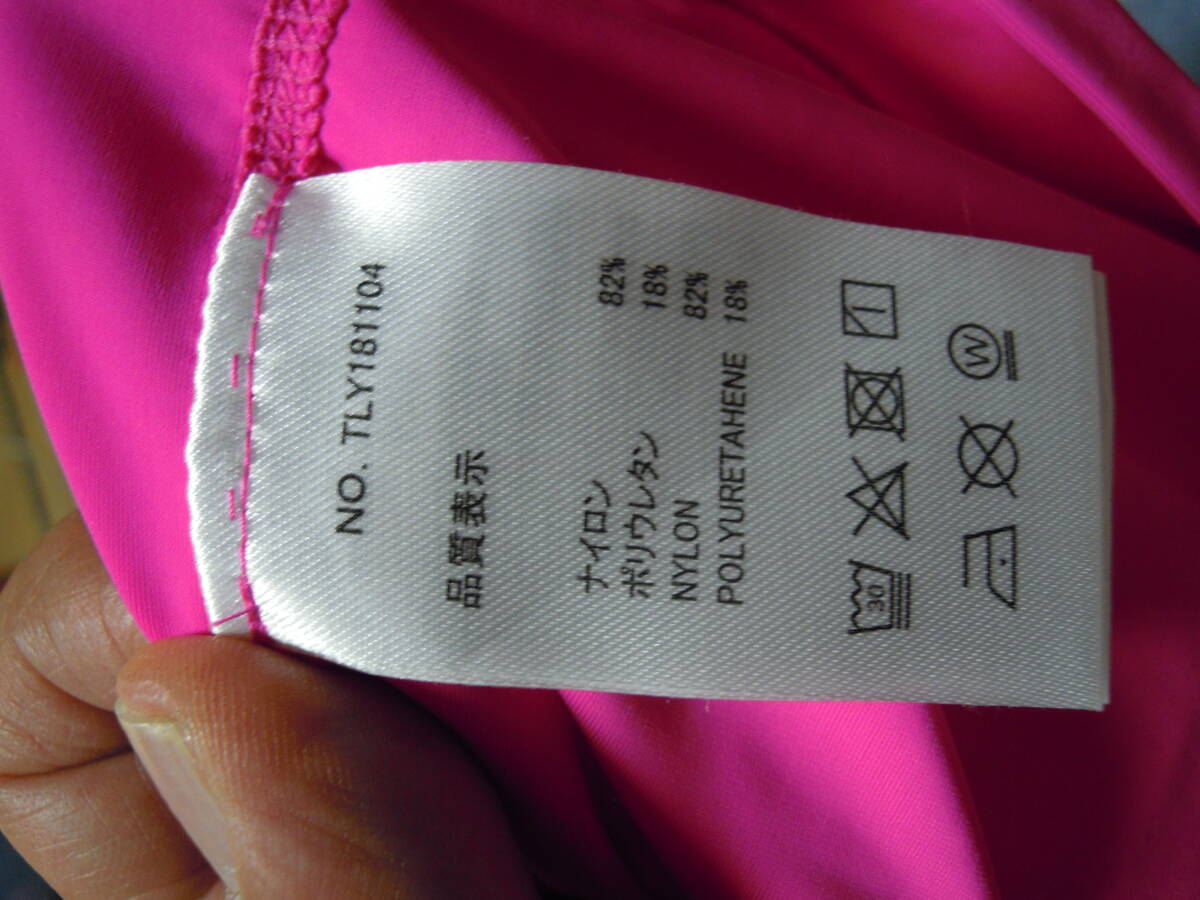 NO. TLY181104
品質表示
ナイロン 82%
ポリウレタン 18%
NYLON 82%
POLYURETAHENE 18%
30
W